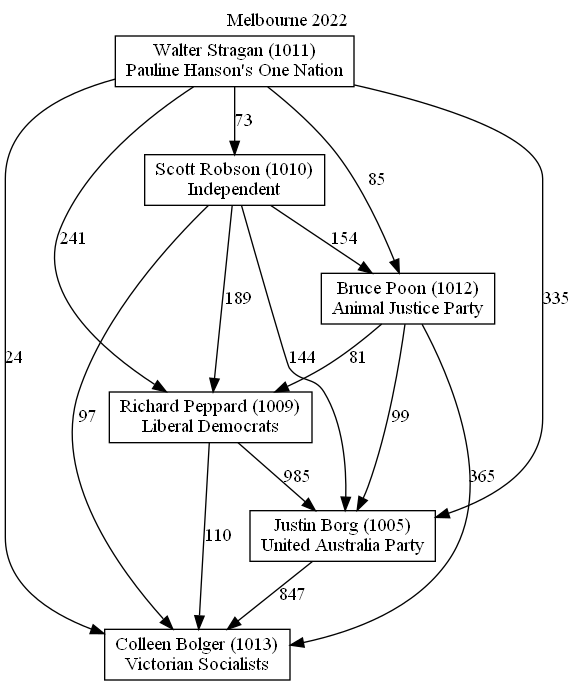 Melbourne 2022
Walter Stragan (1011)
Pauline Hanson's One Nation
73
Scott Robson (1010)
Independent
85
241
154
Bruce Poon (1012)
Animal Justice Party
189
335
24
144
81
Richard Peppard (1009)
Liberal Democrats
97
99
985
365
Justin Borg (1005)
United Australia Party
110
847
Colleen Bolger (1013)
Victorian Socialists